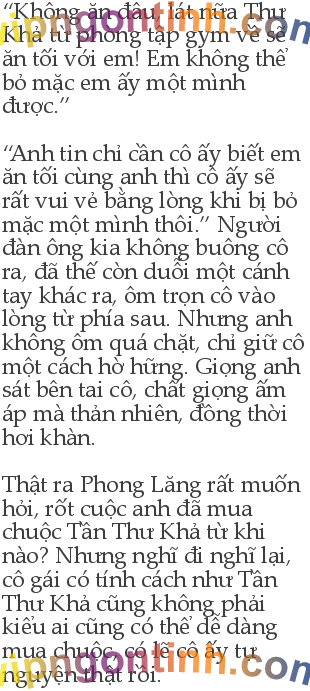 “Không ăn đâu, lát nữa Thư
Khả từ phòng tập gym về sẽ
ăn tối với em! Em không thể
bỏ mặc em ấy một mình
được.”
“Anh tin chỉ cần cô ấy biết em
ăn tối cùng anh thì cô ấy sẽ
rất vui vẻ bằng lòng khi bị bỏ
mặc một mình thôi.” Người
đàn ông kia không buông cô
ra, đã thế còn duỗi một cánh
tay khác ra, ôm trọn cô vào
lòng từ phía sau. Nhưng anh
không ôm quá chặt, chỉ giữ cô
một cách hờ hững. Giọng anh
sát bên tai cô, chất giọng ấm
áp mà thản nhiên, đồng thời
hơi khàn.
Thật ra Phong Lăng rất muốn
hỏi, rốt cuộc anh đã mua
chuộc Tần Thư Khả từ khi
nào? Nhưng nghĩ đi nghĩ lại,
cô gái có tính cách như Tần
Thư Khả cũng không phải
kiểu ai cũng có thể dễ dàng
mua chuộc, có lẽ cô ấy tự
nguyện thật rồi.
vipngontinh.com
vipngontinh.com